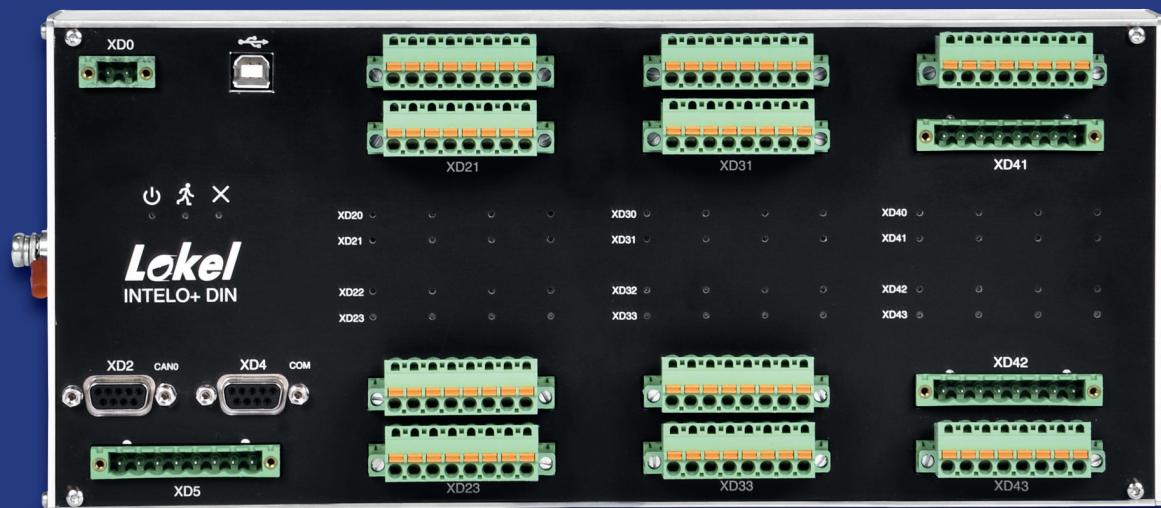 XD0
XD21
XD31
XD41
XD20
XD21
XD22
XD23
XD30
XD31
XD32
XD33
XD40
XD41
XD42
XD43
Lokel
INTELO+ DIN
XD2 CAN0
XD4 COM
XD42
XD5
XD23
XD33
XD43